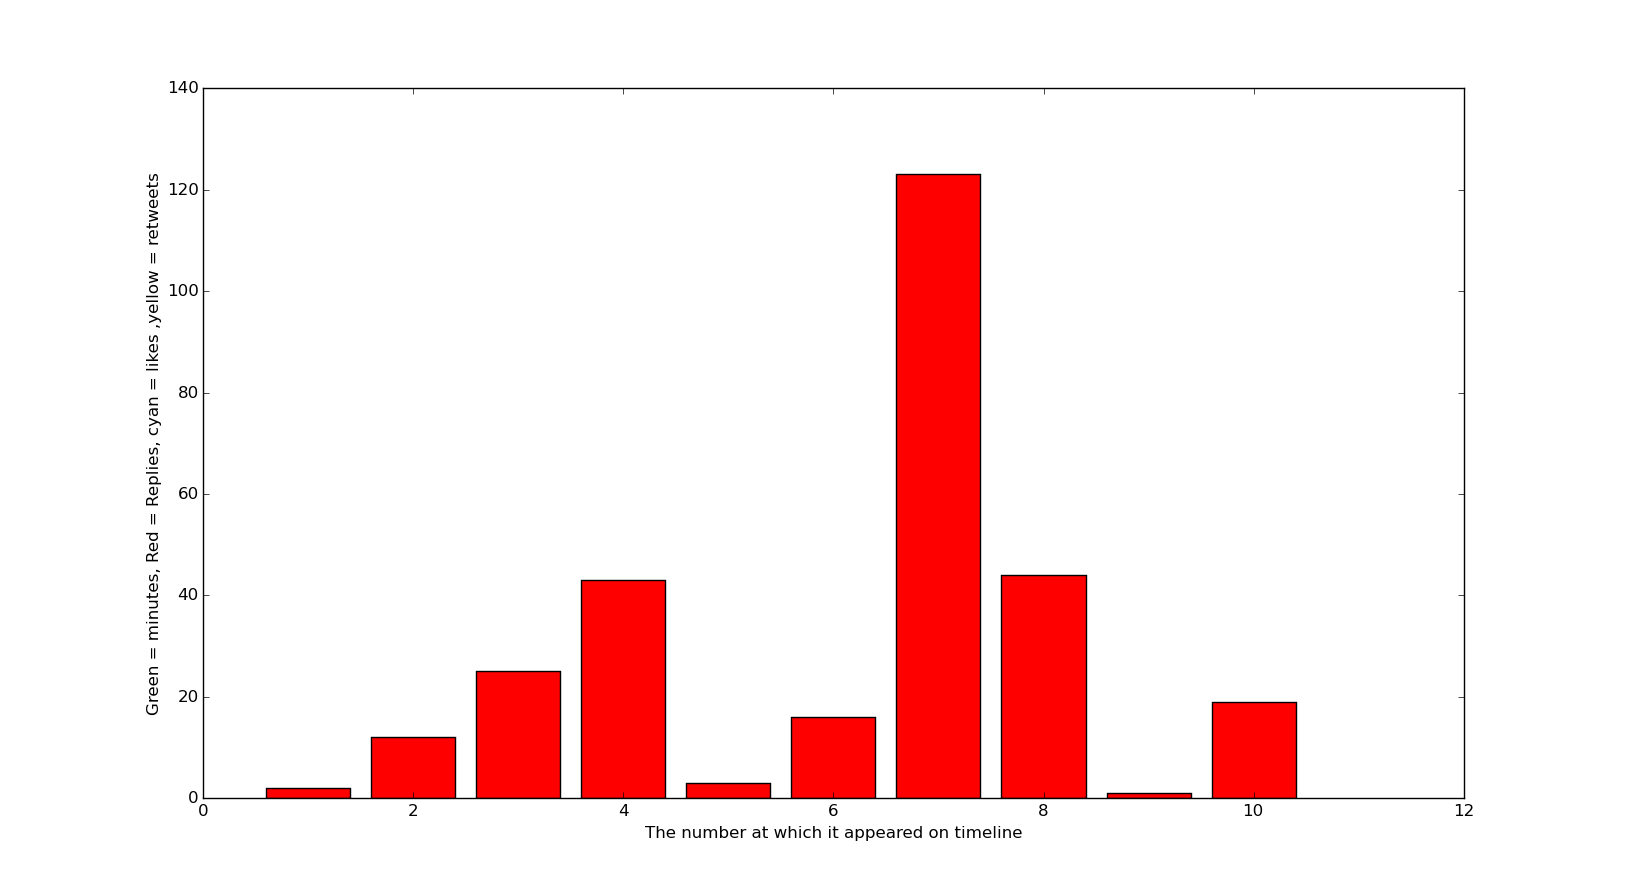 140
120
100
80
60
40
20
0
Green = minutes, Red = Replies, cyan = likes ,yellow = retweets
0 2 4 6 8 10 12
The number at which it appeared on timeline